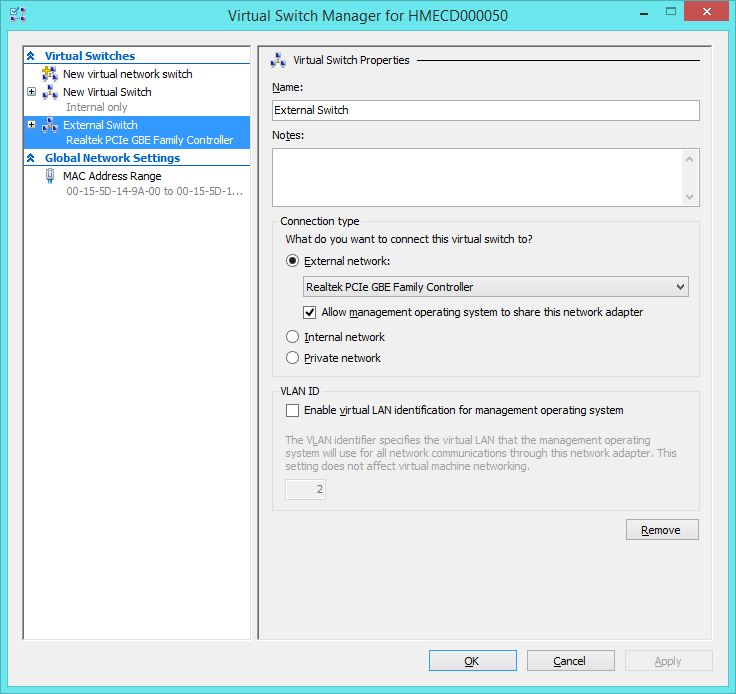 Virtual Switch Manager for HMECD000050
Virtual Switches
New virtual network switch
New Virtual Switch
Internal only
External Switch
Realtek PCIe GBE Family Controller
Global Network Settings
MAC Address Range
00-15-5D-14-9A-00 to 00-15-5D-1...
Virtual Switch Properties
Name:
External Switch
Notes:
Connection type
What do you want to connect this virtual switch to?
External network:
Realtek PCIe GBE Family Controller
Allow management operating system to share this network adapter
Internal network
Private network
VLAN ID
Enable virtual LAN identification for management operating system
The VLAN identifier specifies the virtual LAN that the management operating
system will use for all network communications through this network adapter. This
setting does not affect virtual machine networking.
2
Remove
OK
Cancel
Apply